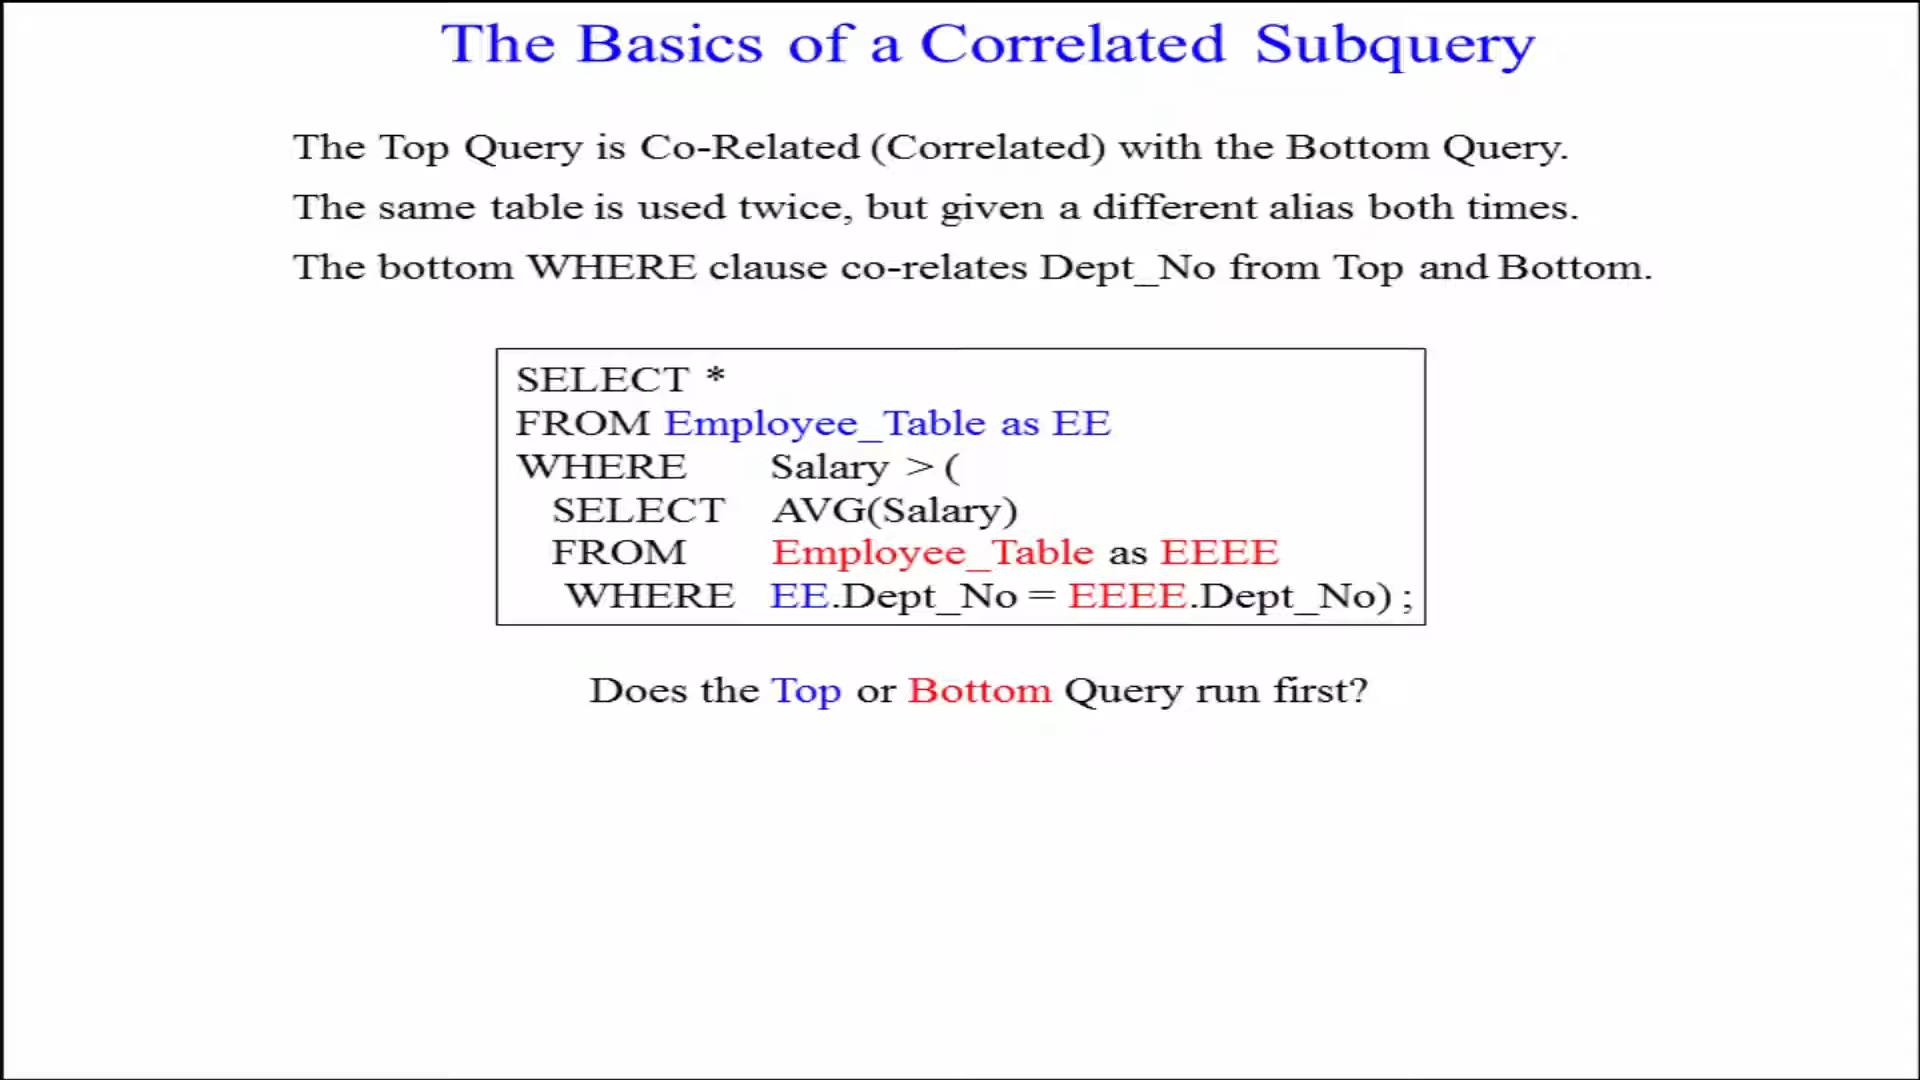 The Basics of a Correlated Subquery
The Top Query is Co-Related (Correlated) with the Bottom Query.
The same table is used twice, but given a different alias both times.
The bottom WHERE clause co-relates Dept_No from Top and Bottom.
SELECT *
FROM Employee_Table as EE
WHERE Salary > (
SELECT AVG(Salary)
FROM Employee_Table as EEEE
WHERE EE.Dept_No = EEEE.Dept_No) ;
Does the Top or Bottom Query run first?